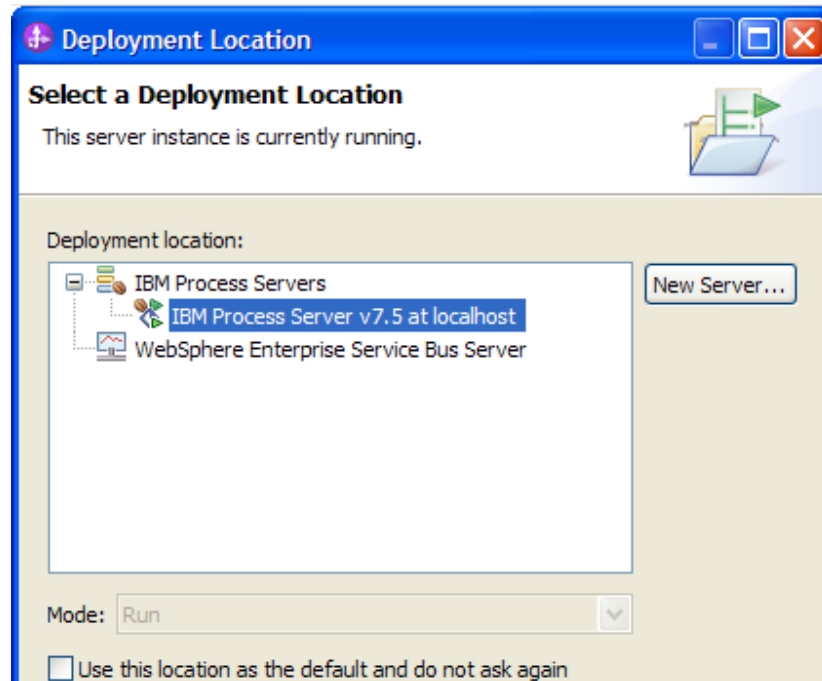 Deployment Location
Select a Deployment Location
This server instance is currently running.
Deployment location:
IBM Process Servers
New Server...
IBM Process Server v7.5 at localhost
WebSphere Enterprise Service Bus Server
Mode: Run
Use this location as the default and do not ask again